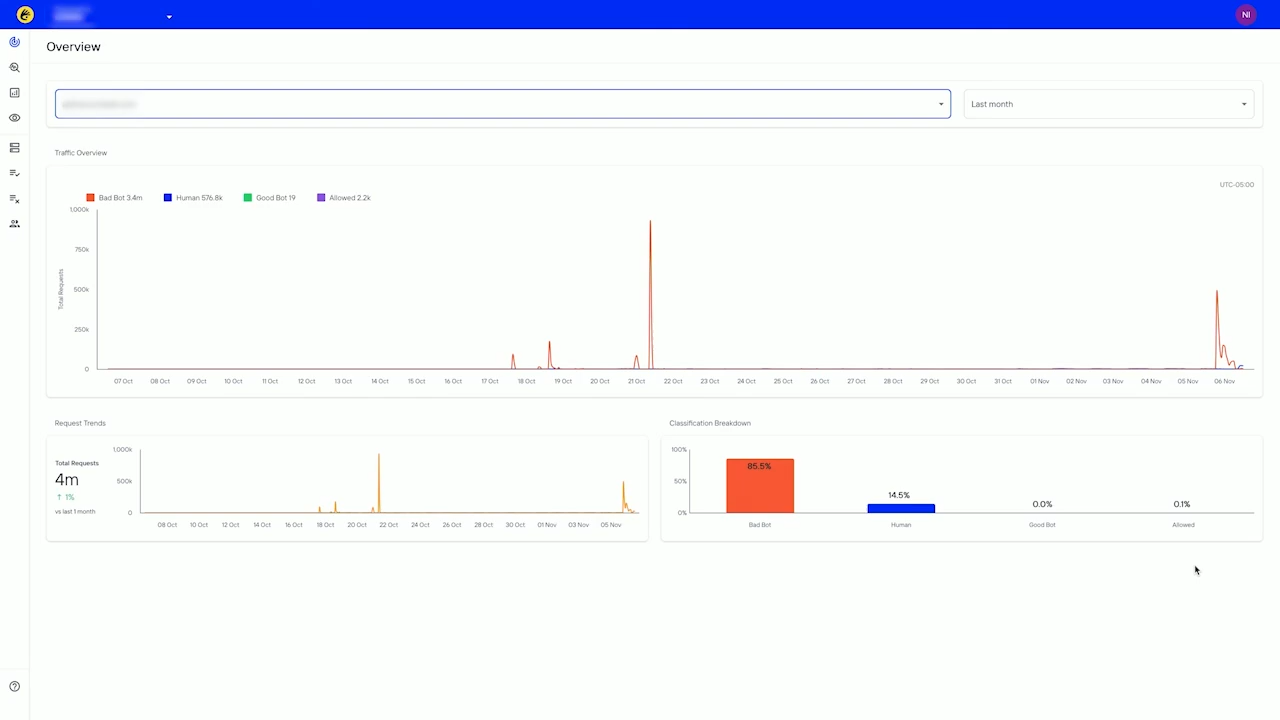 NI
Overview
Last month
Traffic Overview
UTC-05:00
Bad Bot 3.4m Human 576.8k Good Bot 19 Allowed 2.2k
1,000k
750k
500k
250k
0
Total Requests
07 Oct 08 Oct 09 Oct 10 Oct 11 Oct 12 Oct 13 Oct 14 Oct 15 Oct 16 Oct 17 Oct 18 Oct 19 Oct 20 Oct 21 Oct 22 Oct 23 Oct 24 Oct 25 Oct 26 Oct 27 Oct 28 Oct 29 Oct 30 Oct 31 Oct 01 Nov 02 Nov 03 Nov 04 Nov 05 Nov 06 Nov
Request Trends
Total Requests
4m
↑ 1%
vs last 1 month
1,000k
500k
0
08 Oct 10 Oct 12 Oct 14 Oct 16 Oct 18 Oct 20 Oct 22 Oct 24 Oct 26 Oct 28 Oct 30 Oct 01 Nov 03 Nov 05 Nov
Classification Breakdown
100%
50%
0%
85.5% 14.5% 0.0% 0.1%
Bad Bot Human Good Bot Allowed